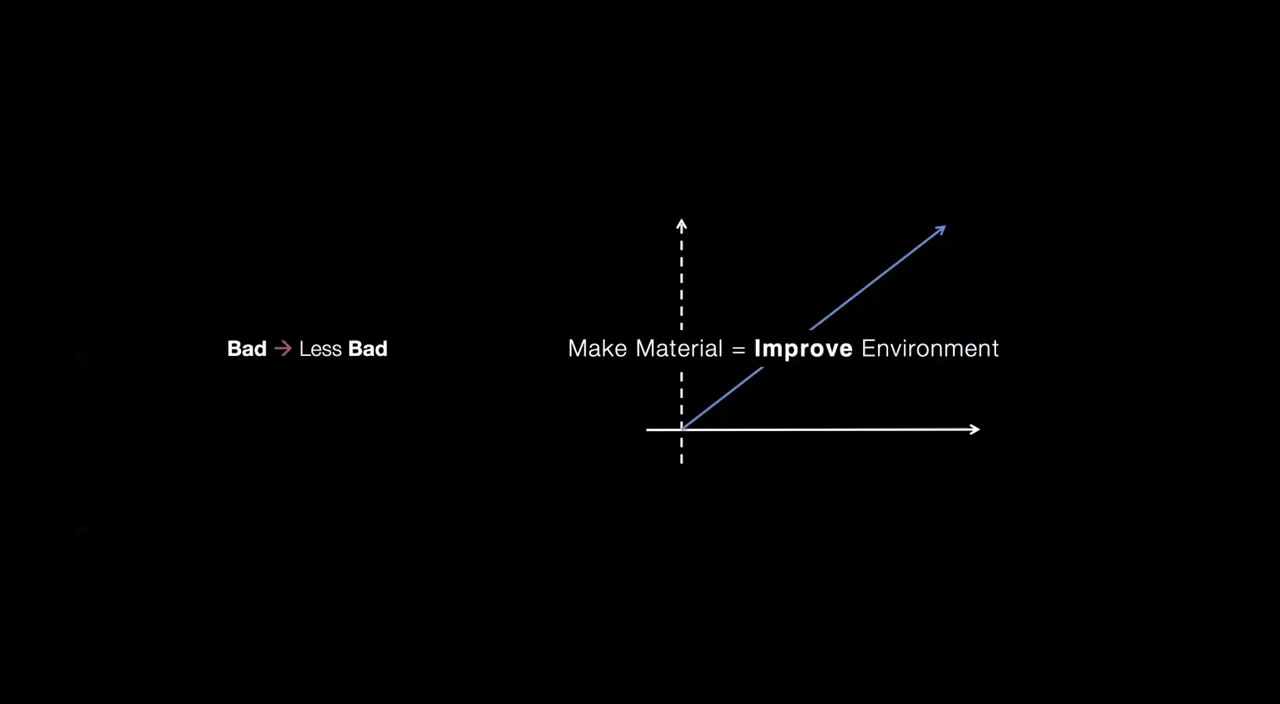 Bad → Less Bad
Make Material = Improve Environment